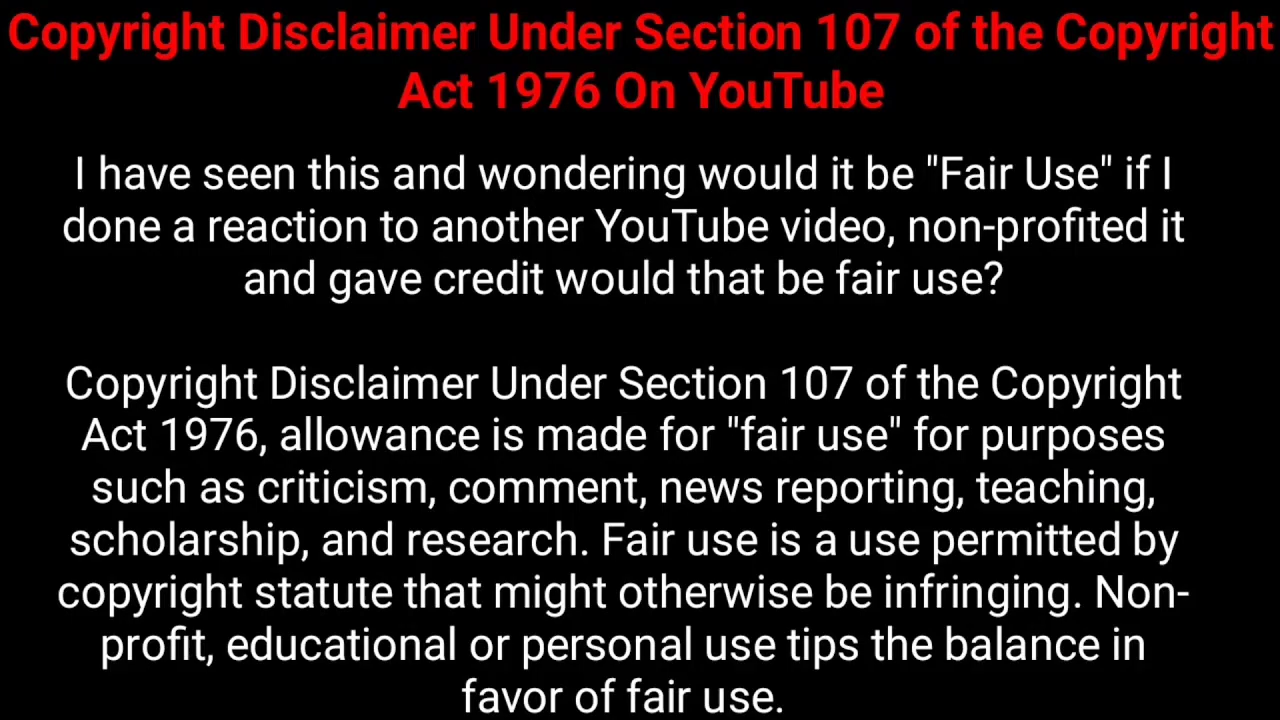 Copyright Disclaimer Under Section 107 of the Copyright
Act 1976 On YouTube
I have seen this and wondering would it be "Fair Use" if I
done a reaction to another YouTube video, non-profited it
and gave credit would that be fair use?
Copyright Disclaimer Under Section 107 of the Copyright
Act 1976, allowance is made for "fair use" for purposes
such as criticism, comment, news reporting, teaching,
scholarship, and research. Fair use is a use permitted by
copyright statute that might otherwise be infringing. Non-
profit, educational or personal use tips the balance in
favor of fair use.